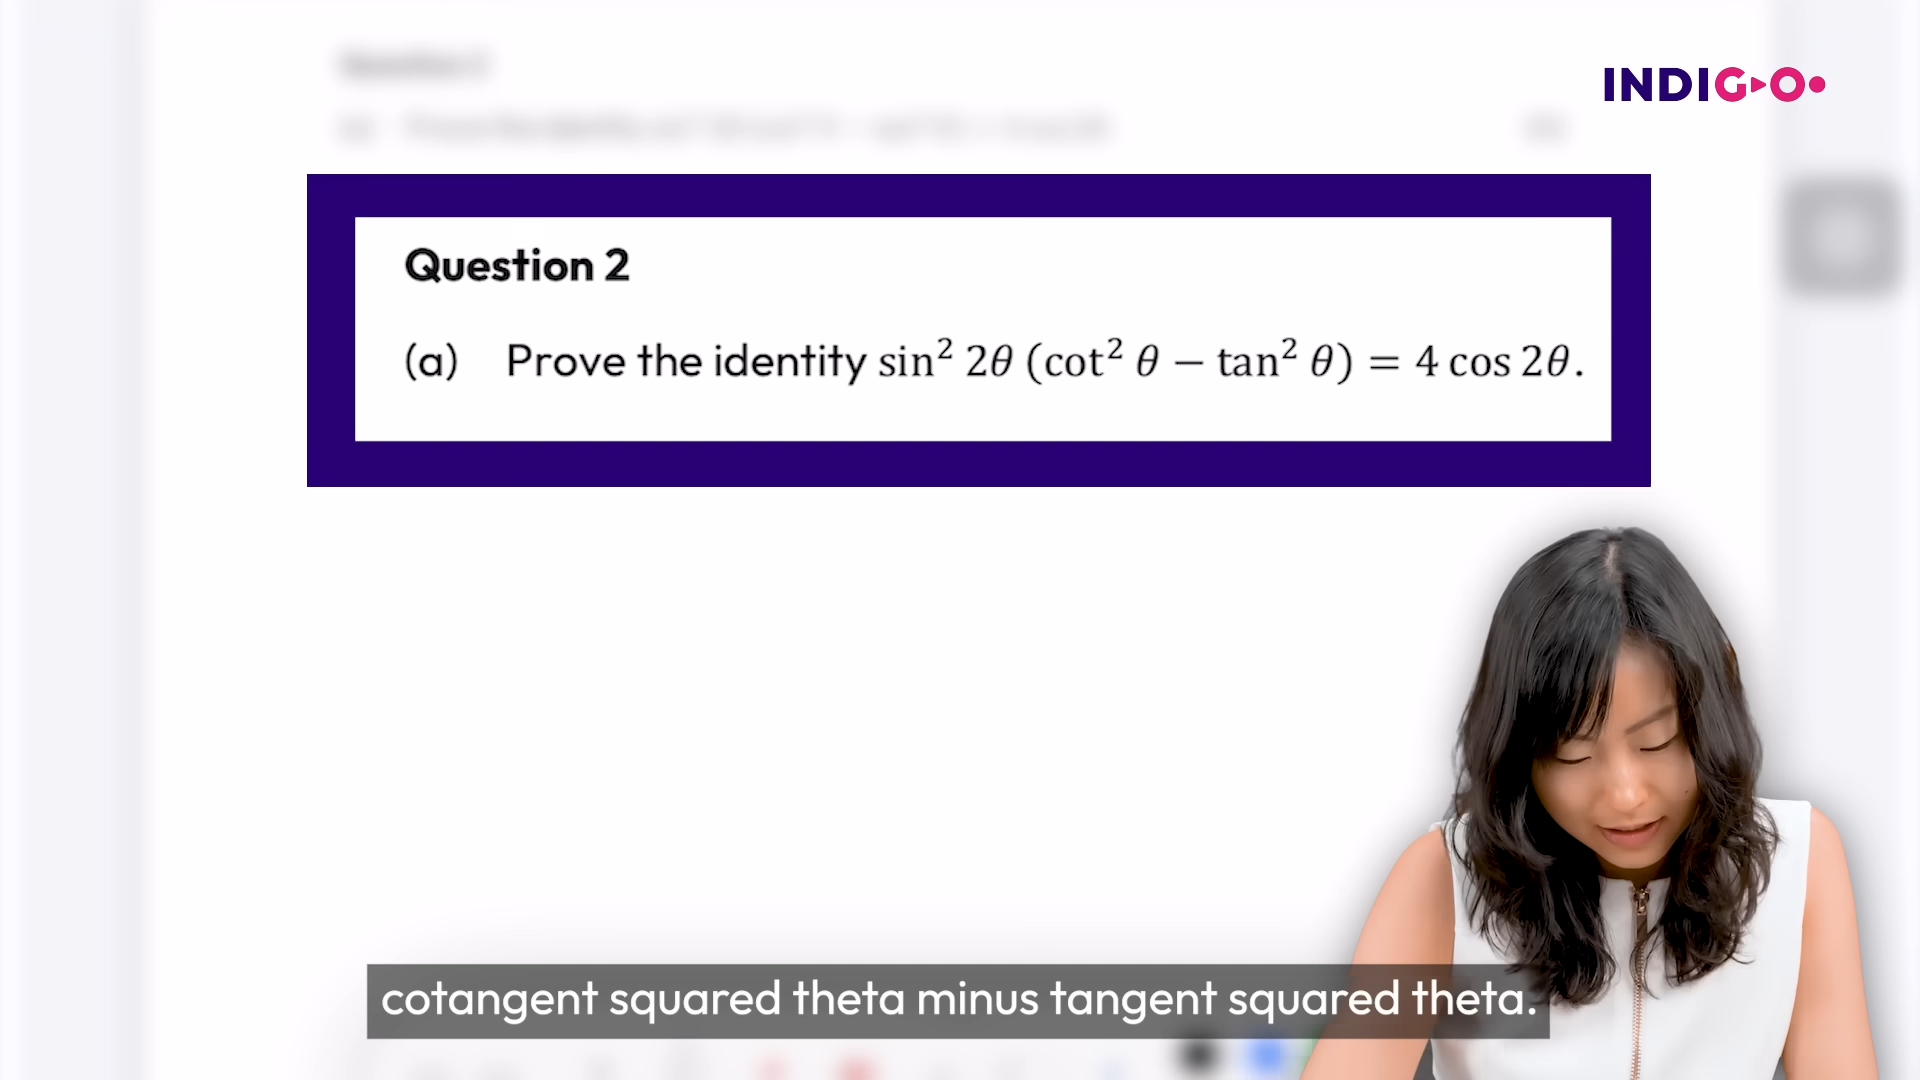 INDIGO
Question 2
(a) Prove the identity sin² 2θ (cot² θ − tan² θ) = 4 cos 2θ.
cotangent squared theta minus tangent squared theta.